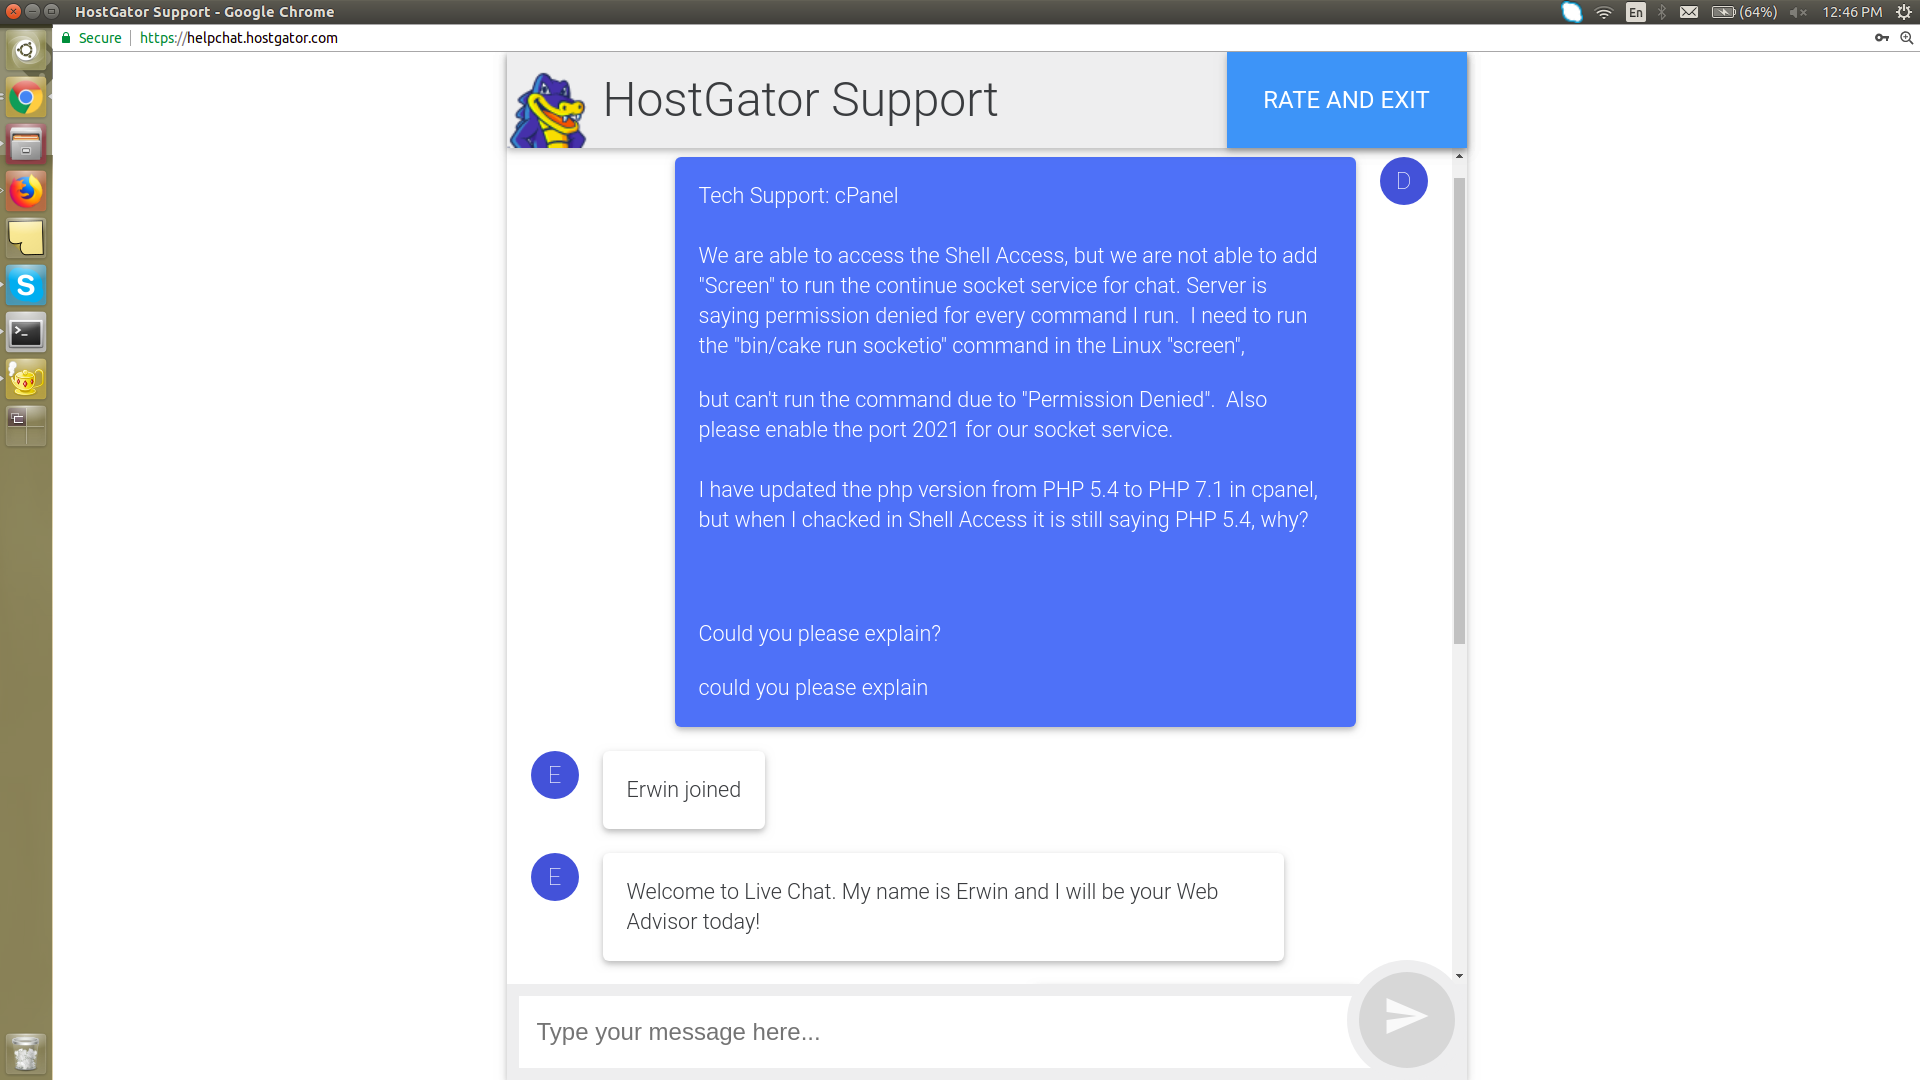 HostGator Support - Google Chrome
En
(64%)
12:46 PM
Secure
https://helpchat.hostgator.com
HostGator Support
RATE AND EXIT
D
Tech Support: cPanel
We are able to access the Shell Access, but we are not able to add
"Screen" to run the continue socket service for chat. Server is
saying permission denied for every command I run.  I need to run
the "bin/cake run socketio" command in the Linux "screen",
but can't run the command due to "Permission Denied".  Also
please enable the port 2021 for our socket service.
I have updated the php version from PHP 5.4 to PHP 7.1 in cpanel,
but when I chacked in Shell Access it is still saying PHP 5.4, why?
Could you please explain?
could you please explain
E
Erwin joined
E
Welcome to Live Chat. My name is Erwin and I will be your Web
Advisor today!
Type your message here...